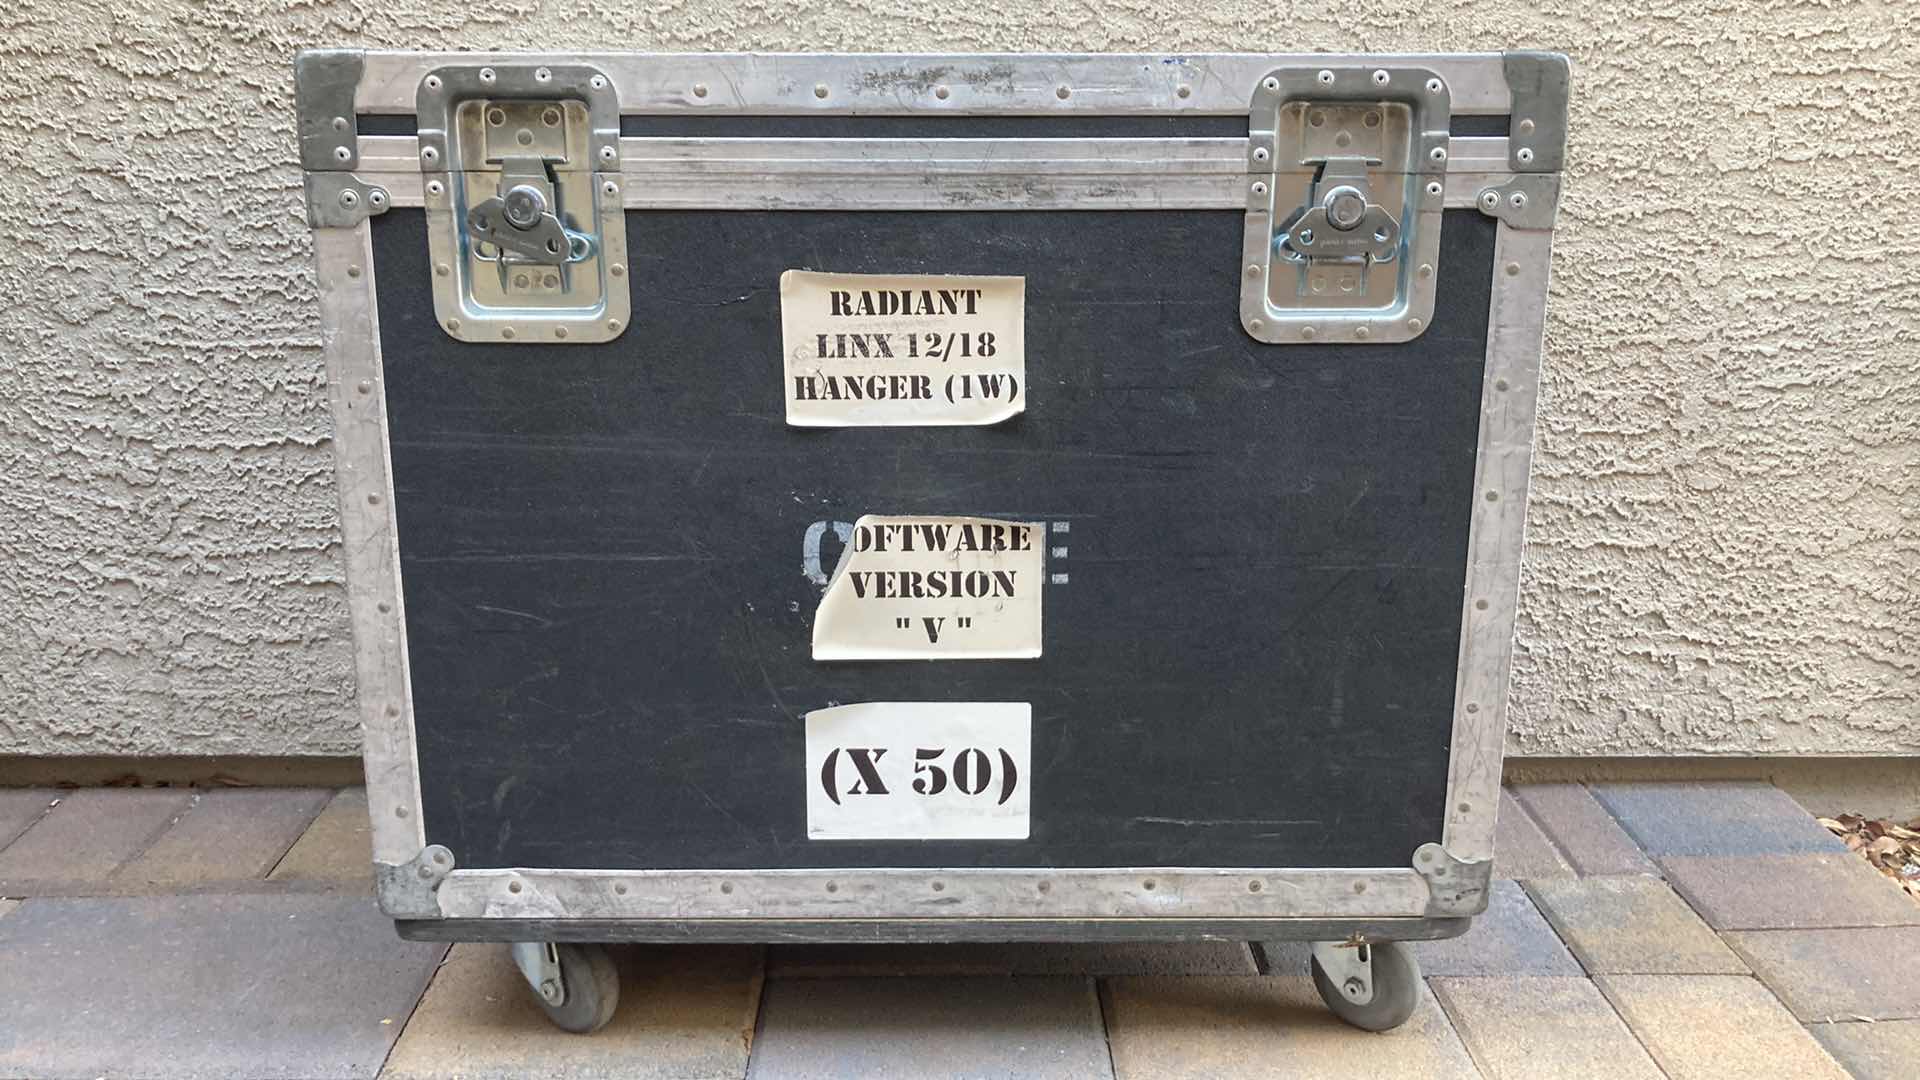 RADIANT
LINX 12/18
HANGER (1W)
OFTWARE
VERSION
" V "
(X 50)